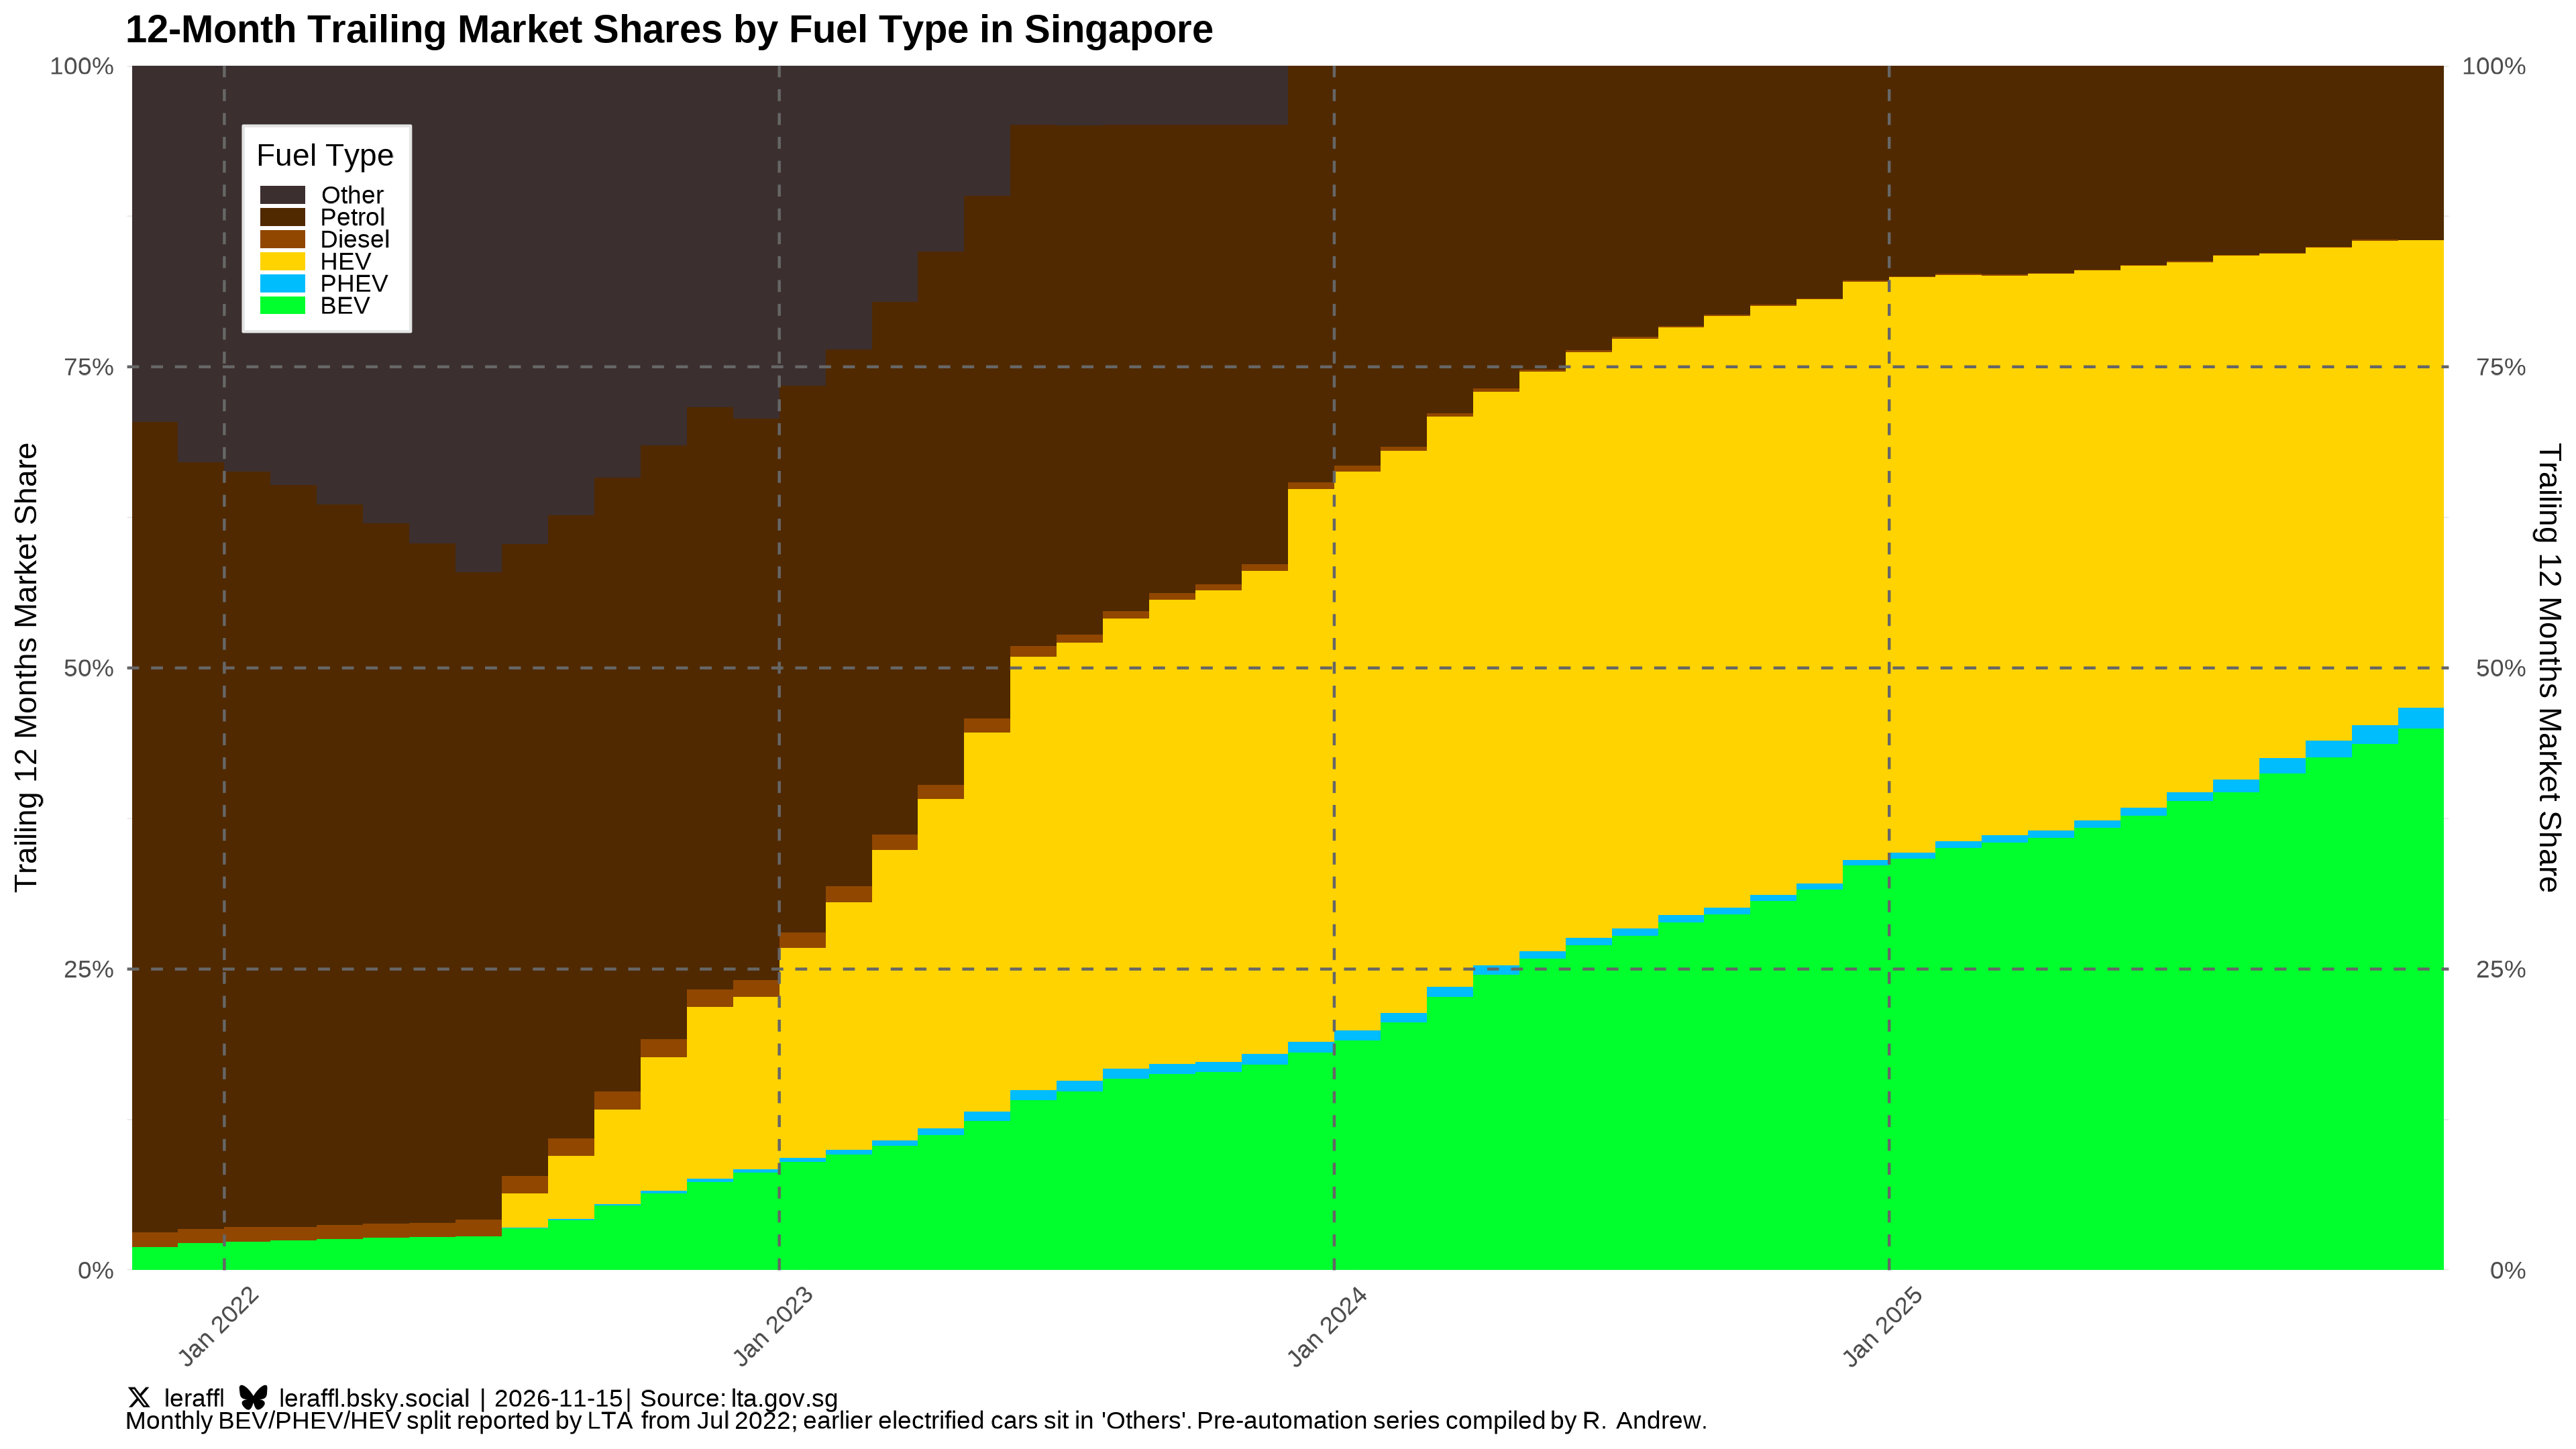 12-Month Trailing Market Shares by Fuel Type in Singapore
100%
100%
Fuel Type
Other
Petrol
Diesel
HEV
PHEV
BEV
75%
75%
Trailing 12 Months Market Share
Trailing 12 Months Market Share
50%
50%
25%
25%
0%
0%
Jan 2022
Jan 2023
Jan 2024
Jan 2025
leraffl leraffl.bsky.social | 2026-11-15| Source: lta.gov.sg
Monthly BEV/PHEV/HEV split reported by LTA from Jul 2022; earlier electrified cars sit in 'Others'. Pre-automation series compiled by R. Andrew.